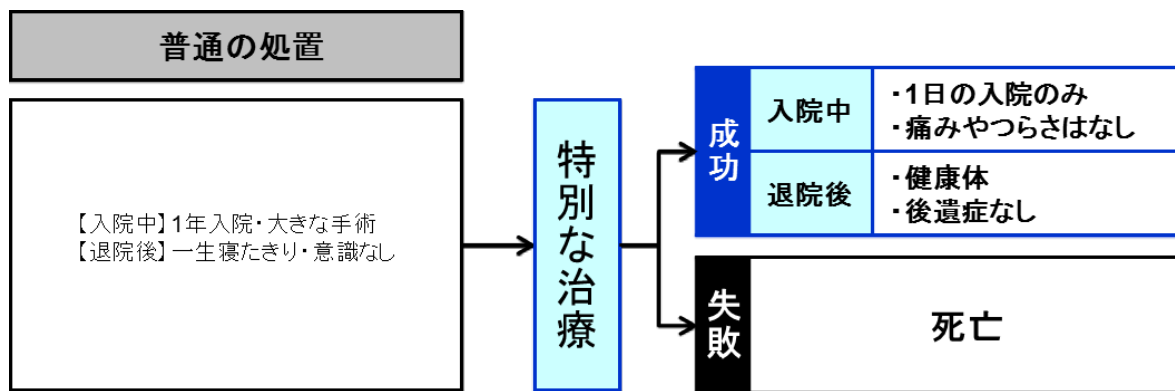 普通の処置
【入院中】1年入院・大きな手術
【退院後】一生寝たきり・意識なし
特別な治療
成功
入院中
・1日の入院のみ
・痛みやつらさはなし
退院後
・健康体
・後遺症なし
失敗
死亡